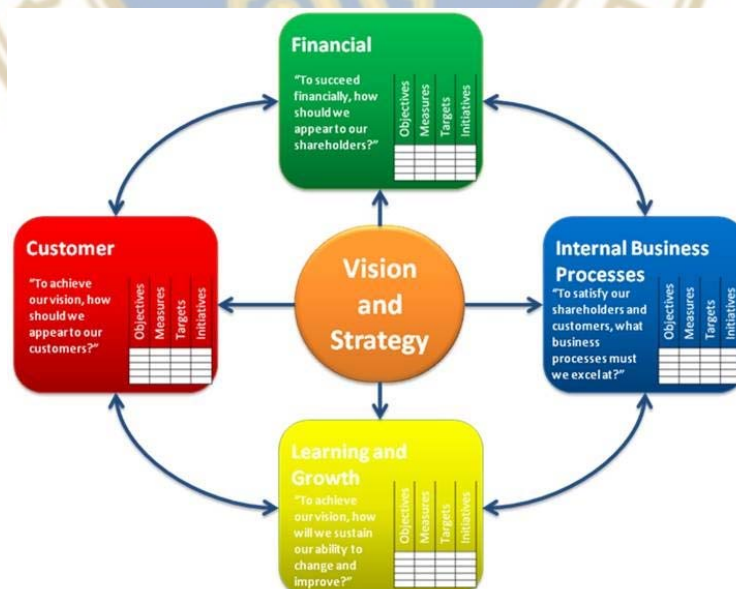 Financial
"To succeed
financially, how
should we
appear to our
shareholders?"
Objectives
Measures
Targets
Initiatives
Customer
"To achieve
our vision, how
should we
appear to our
customers?"
Objectives
Measures
Targets
Initiatives
Vision
and
Strategy
Internal Business
Processes
"To satisfy our
shareholders and
customers, what
business
processes must
we excel at?"
Objectives
Measures
Targets
Initiatives
Learning and
Growth
"To achieve
our vision, how
will we sustain
our ability to
change and
improve?"
Objectives
Measures
Targets
Initiatives